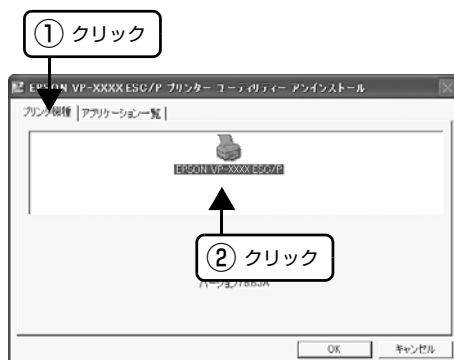 ① クリック
EPSON VP-XXXX ESC/P プリンター ユーティリティー アンインストール
プリンタ機種 アプリケーション一覧
EPSON VP-XXXX ESC/P
② クリック
OK キャンセル